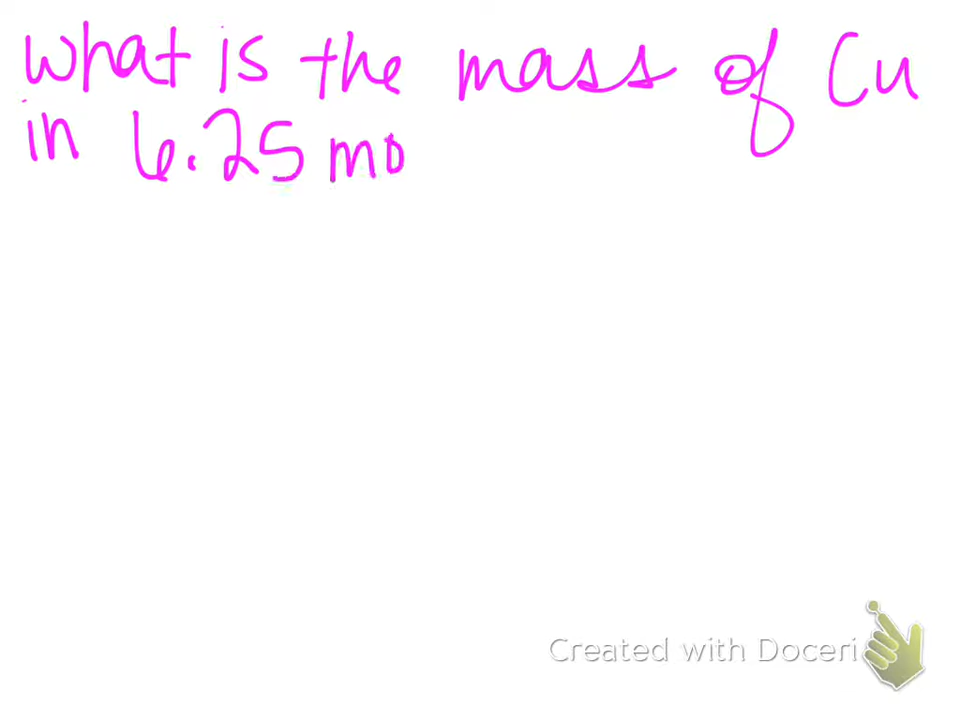 What is the mass of Cu
in 6.25 mo
Created with Doceri